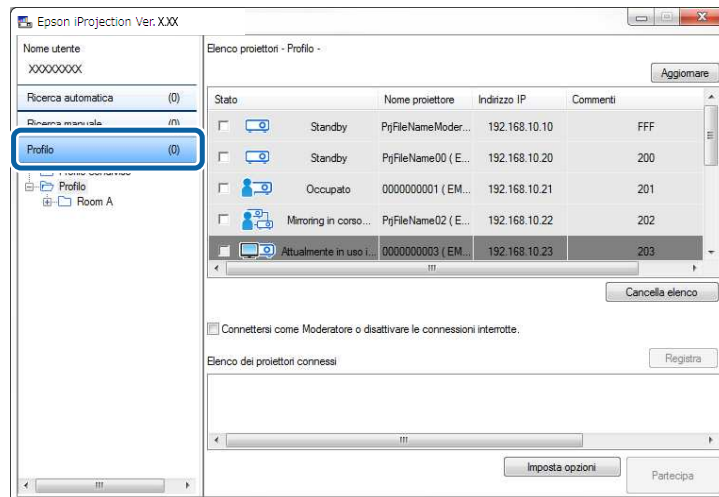 Epson iProjection Ver. X.XX
Nome utente
XXXXXXXX
Ricerca automatica (0)
Ricerca manuale (0)
Profilo (0)
Profilo condiviso
Profilo
Room A
Elenco proiettori - Profilo -
Aggiornare
Stato Nome proiettore Indirizzo IP Commenti
Standby PrjFileNameModer... 192.168.10.10 FFF
Standby PrjFileName00 ( E... 192.168.10.20 200
Occupato 0000000001 ( EM... 192.168.10.21 201
Mirroring in corso... PrjFileName02 ( E... 192.168.10.22 202
Attualmente in uso i... 0000000003 ( EM... 192.168.10.23 203
Cancella elenco
Connettersi come Moderatore o disattivare le connessioni interrotte.
Elenco dei proiettori connessi
Registra
Imposta opzioni
Partecipa